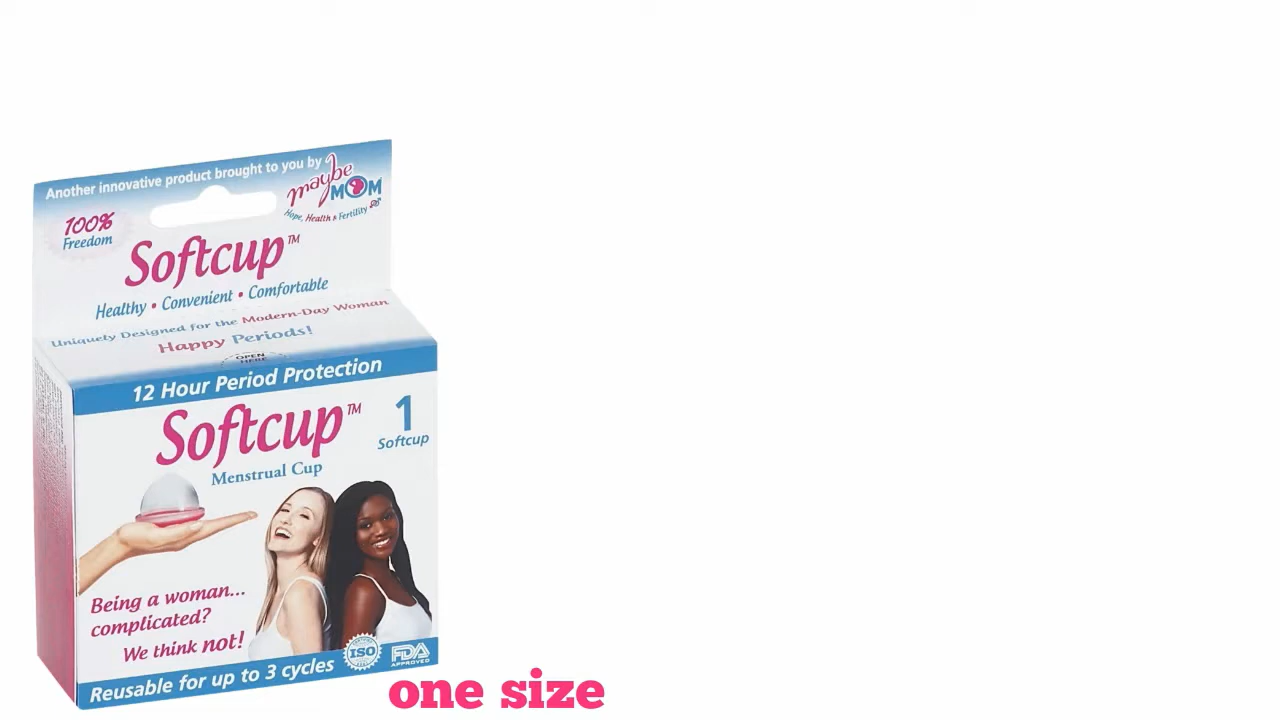 Another innovative product brought to you by
maybe
MOM
Hope, Health & Fertility
100%
Freedom
Softcup™
Healthy • Convenient • Comfortable
Uniquely Designed for the Modern-Day Woman
Happy Periods!
OPEN
HERE
12 Hour Period Protection
Softcup™
1
Softcup
Menstrual Cup
Being a woman...
complicated?
We think not!
ISO
FDA
APPROVED
Reusable for up to 3 cycles
one size